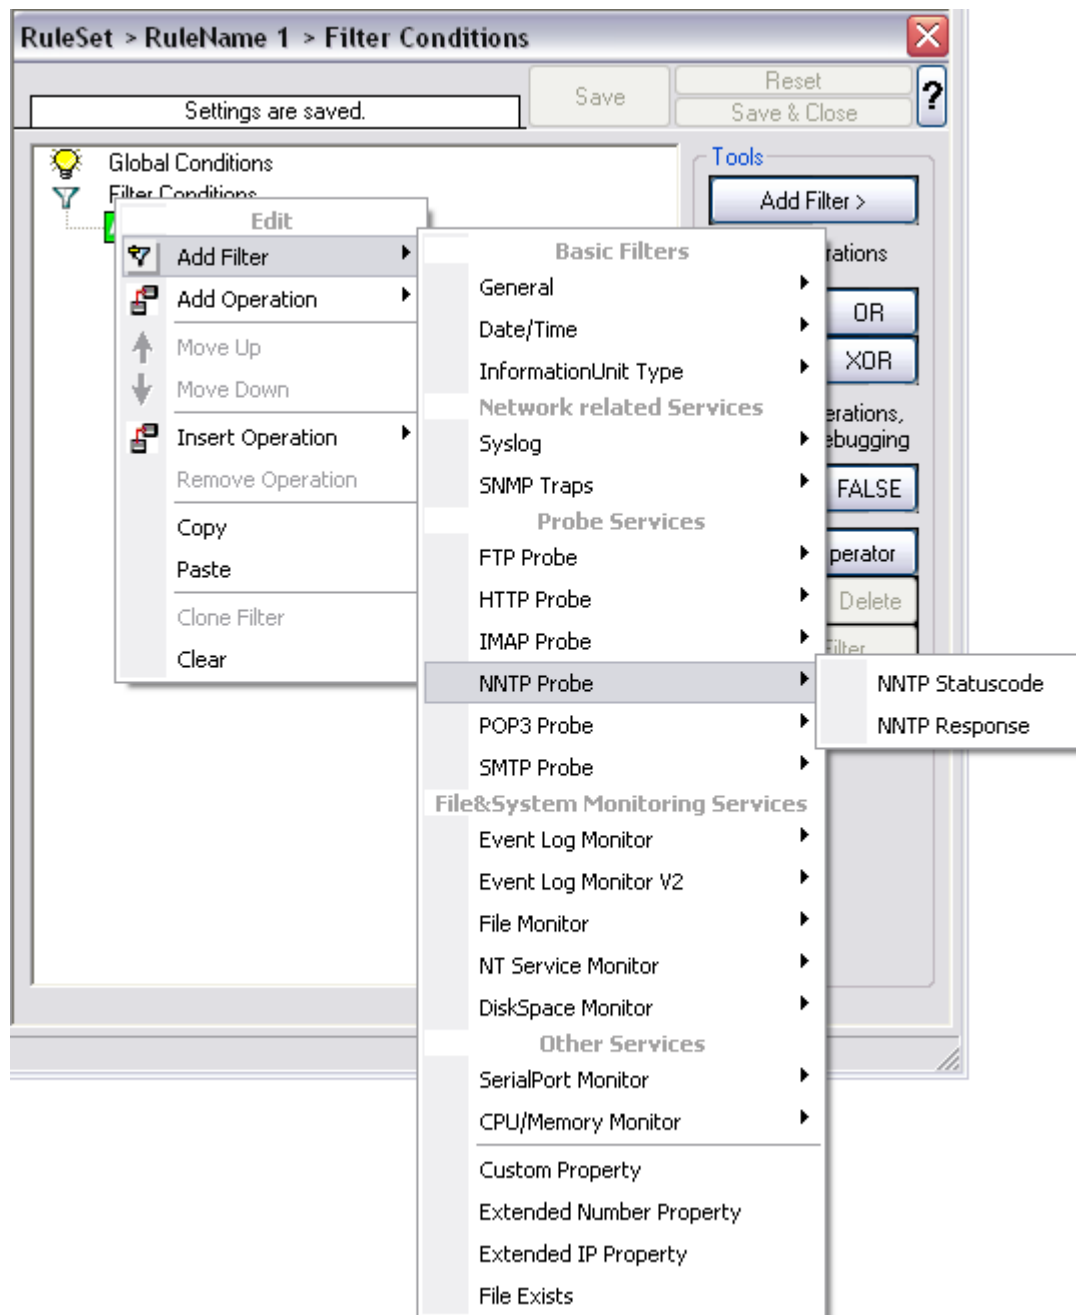 RuleSet > RuleName 1 > Filter Conditions
Save
Reset
Save & Close
?
Settings are saved.
Global Conditions
Filter Conditions
Tools
Add Filter >
OR
XOR
FALSE
Delete
Filter
Edit
Add Filter
Add Operation
Move Up
Move Down
Insert Operation
Remove Operation
Copy
Paste
Clone Filter
Clear
Basic Filters
General
Date/Time
InformationUnit Type
Network related Services
Syslog
SNMP Traps
Probe Services
FTP Probe
HTTP Probe
IMAP Probe
NNTP Probe
POP3 Probe
SMTP Probe
File&System Monitoring Services
Event Log Monitor
Event Log Monitor V2
File Monitor
NT Service Monitor
DiskSpace Monitor
Other Services
SerialPort Monitor
CPU/Memory Monitor
Custom Property
Extended Number Property
Extended IP Property
File Exists
NNTP Statuscode
NNTP Response